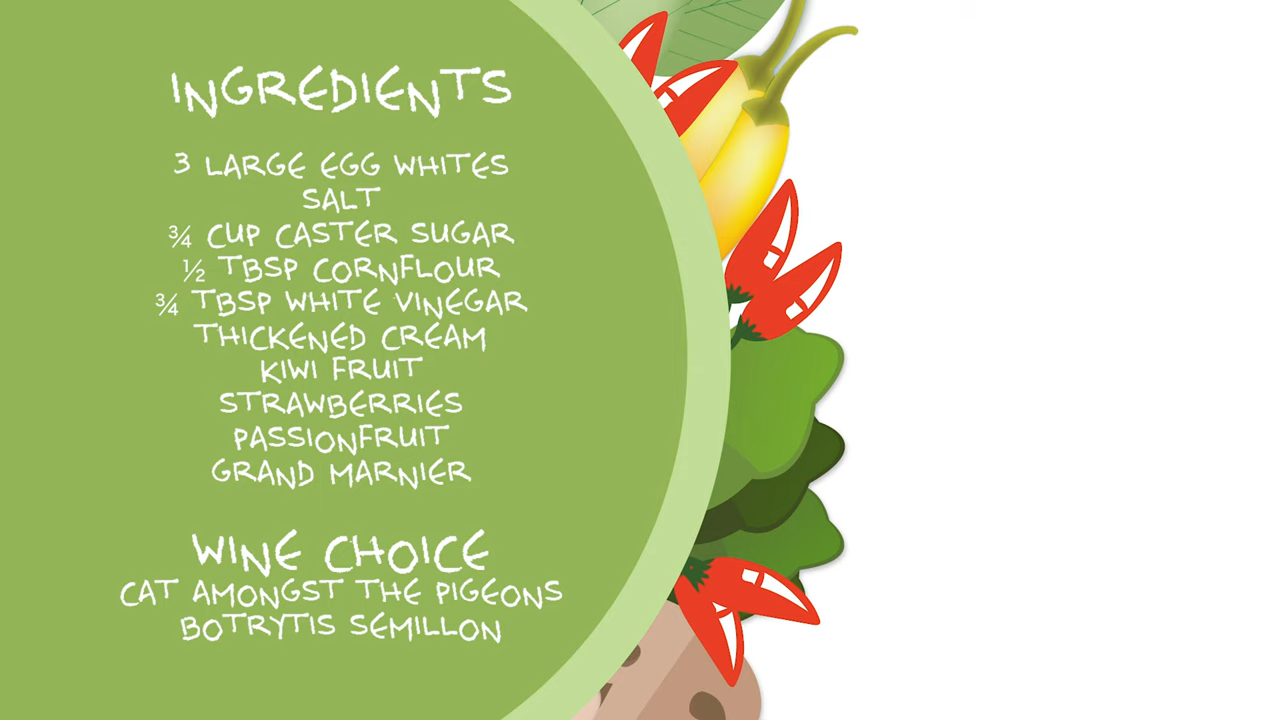 INGREDIENTS
3 LARGE EGG WHITES
SALT
¾ CUP CASTER SUGAR
½ TBSP CORNFLOUR
¾ TBSP WHITE VINEGAR
THICKENED CREAM
KIWI FRUIT
STRAWBERRIES
PASSIONFRUIT
GRAND MARNIER
WINE CHOICE
CAT AMONGST THE PIGEONS
BOTRYTIS SEMILLON